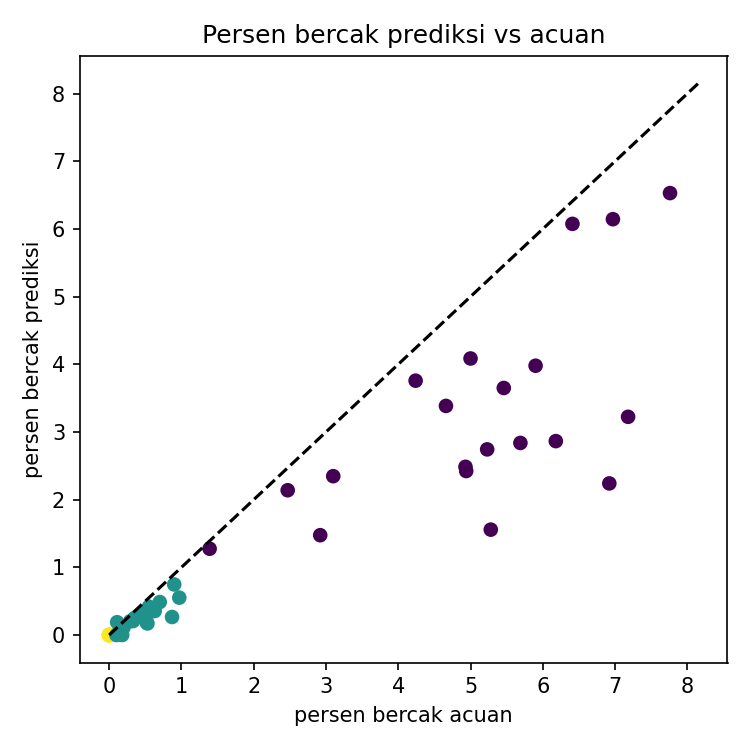 Persen bercak prediksi vs acuan
persen bercak prediksi
8
7
6
5
4
3
2
1
0
0 1 2 3 4 5 6 7 8
persen bercak acuan